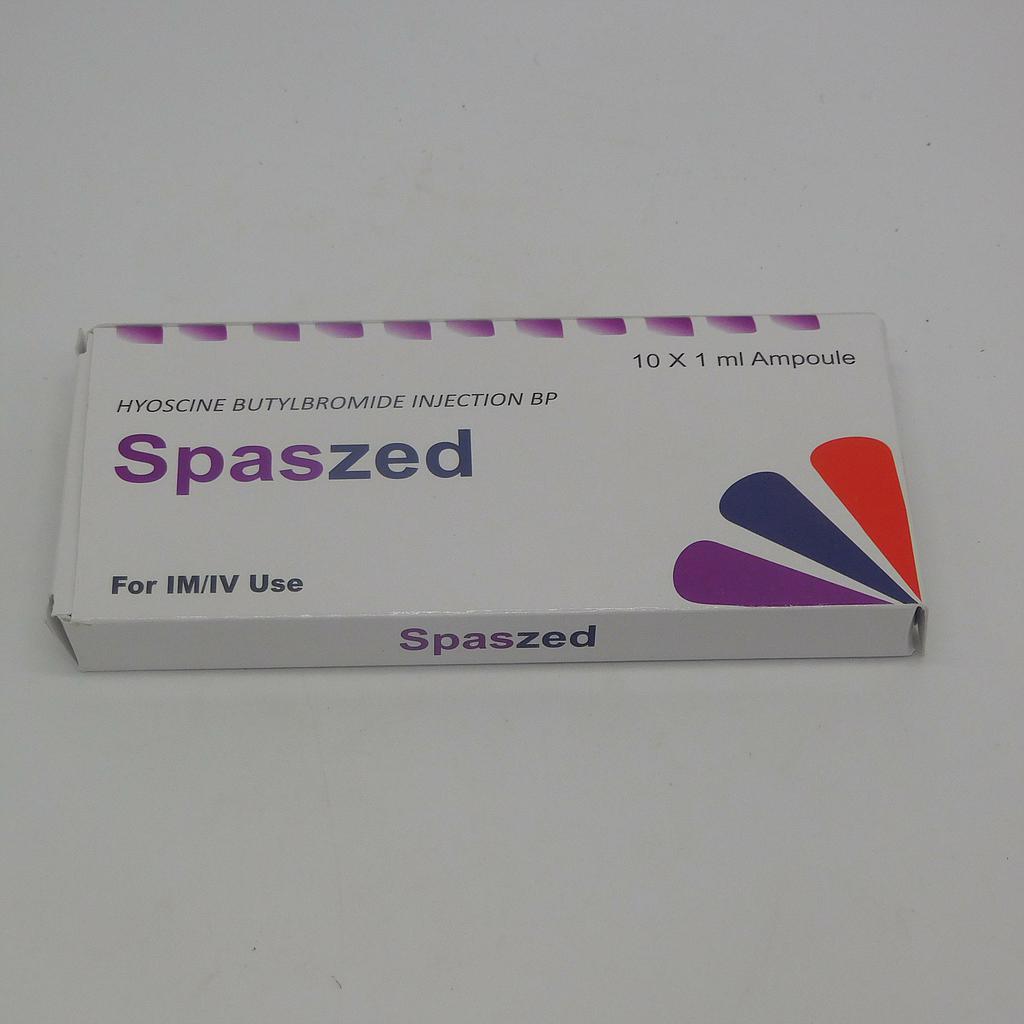 10 X 1 ml Ampoule
HYOSCINE BUTYLBROMIDE INJECTION BP
Spaszed
For IM/IV Use
Spaszed